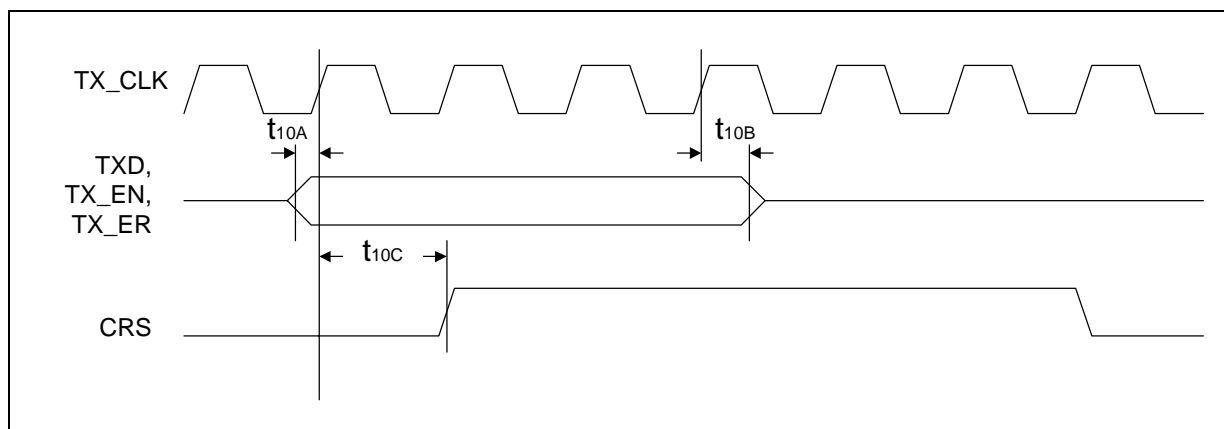 TX_CLK
t10A
t10B
TXD,
TX_EN,
TX_ER
t10C
CRS